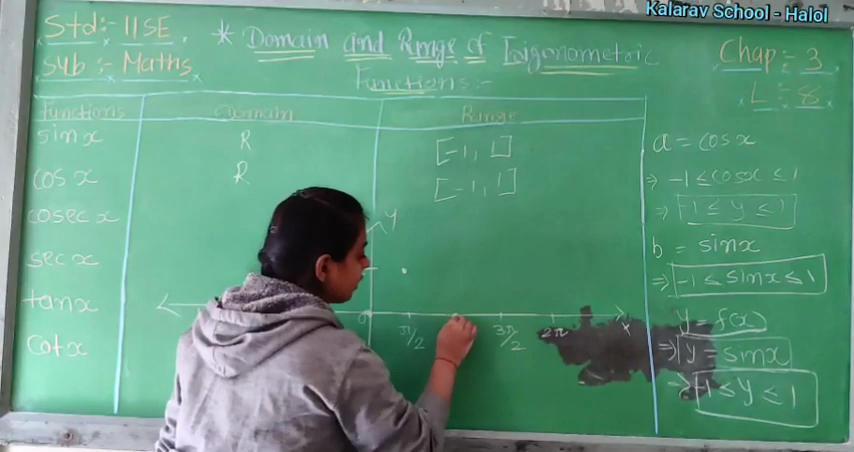 Kalarav School - Halol
Std:- 11SE
Sub:- Maths
* Domain and Range of Trigonometric
Functions:-
Chap:- 3
L:- 8
Functions Domain Range
sin x R [-1, 1]
cos x R [-1, 1]
cosec x
sec x
tan x
cot x
y
0 π/2 3π/2 2π x
a = cos x
⇒ -1 ≤ cos x ≤ 1
⇒ -1 ≤ y ≤ 1
b = sin x
⇒ -1 ≤ sin x ≤ 1
y = f(x)
⇒ y = sin x
⇒ -1 ≤ y ≤ 1